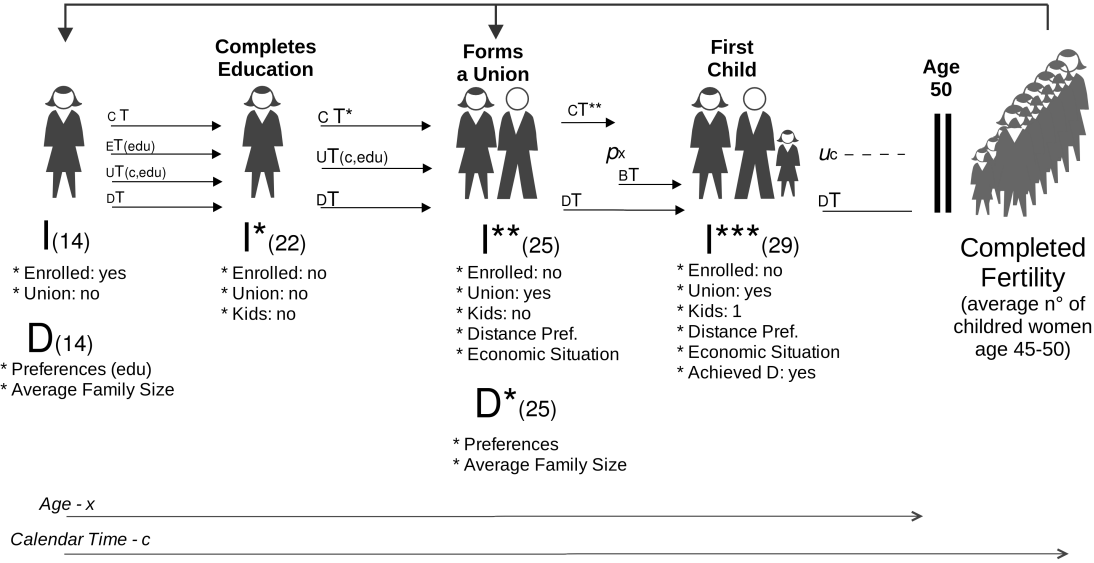 Completes
Education
Forms
a Union
First
Child
Age
50
C T
ET(edu)
UT(c,edu)
DT
C T*
UT(c,edu)
DT
CT**
px
BT
DT
uc
DT
I(14)
* Enrolled: yes
* Union: no
D(14)
* Preferences (edu)
* Average Family Size
I*(22)
* Enrolled: no
* Union: no
* Kids: no
I**(25)
* Enrolled: no
* Union: yes
* Kids: no
* Distance Pref.
* Economic Situation
D*(25)
* Preferences
* Average Family Size
I***(29)
* Enrolled: no
* Union: yes
* Kids: 1
* Distance Pref.
* Economic Situation
* Achieved D: yes
Completed
Fertility
(average n° of
childred women
age 45-50)
Age - x
Calendar Time - c